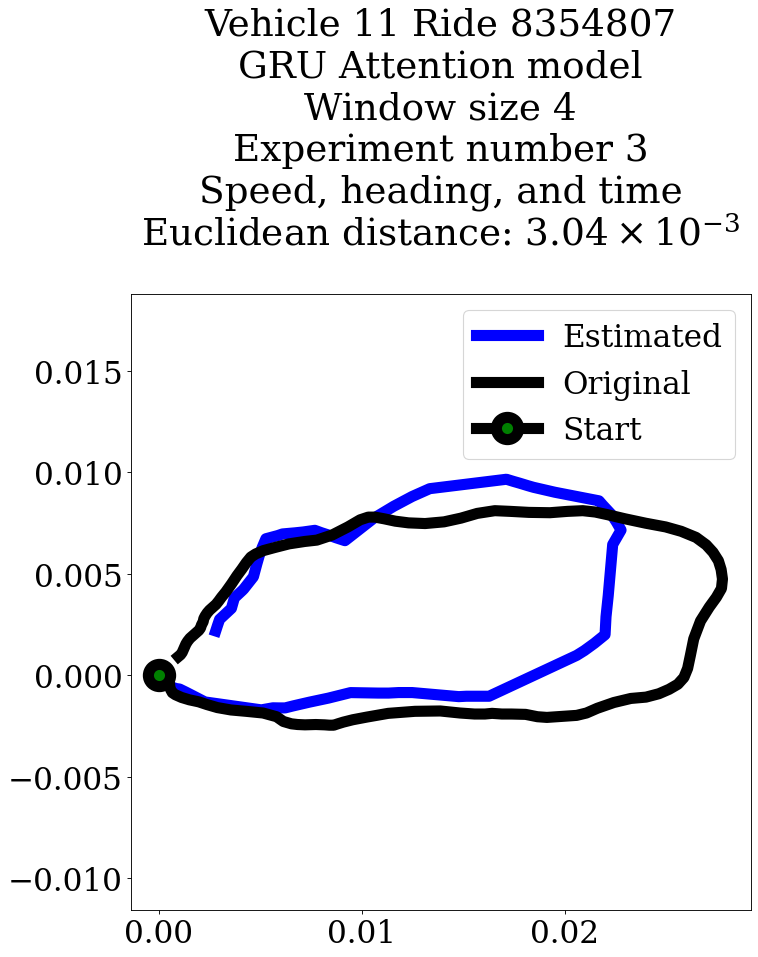 Vehicle 11 Ride 8354807
GRU Attention model
Window size 4
Experiment number 3
Speed, heading, and time
Euclidean distance: 3.04 × 10⁻³
Estimated
Original
Start
0.015
0.010
0.005
0.000
−0.005
−0.010
0.00 0.01 0.02